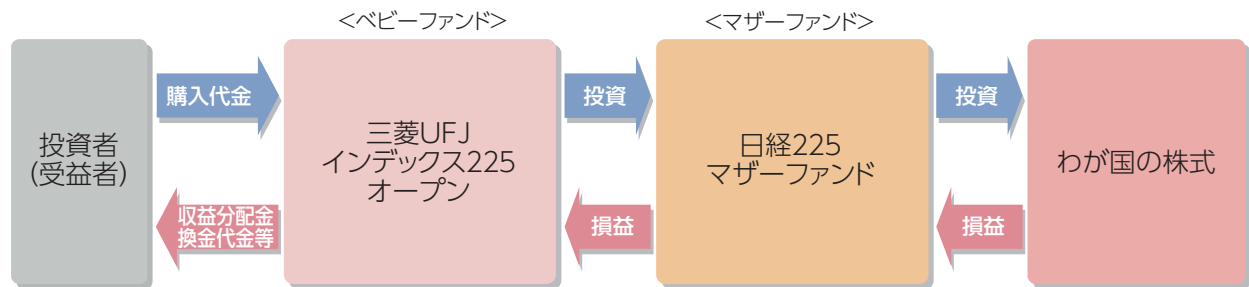 <ベビーファンド>
<マザーファンド>
投資者
(受益者)
購入代金
収益分配金
換金代金等
三菱UFJ
インデックス225
オープン
投資
損益
日経225
マザーファンド
投資
損益
わが国の株式